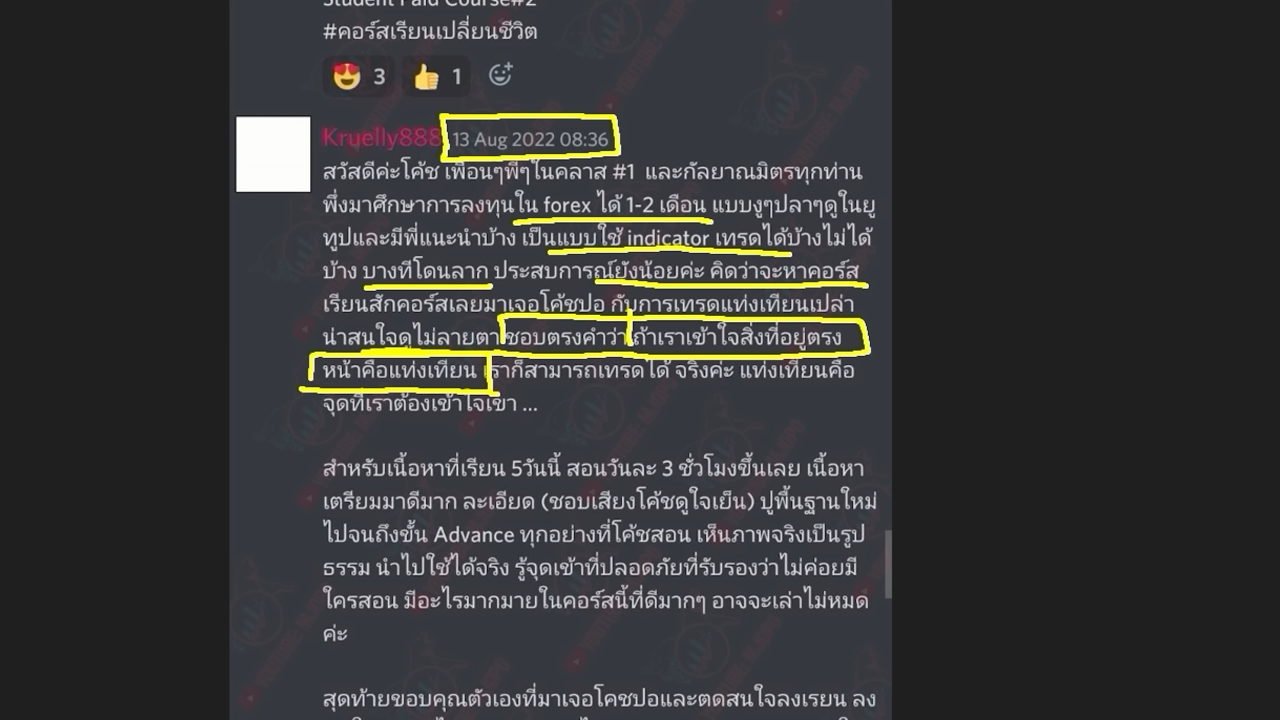 Student Paid Course#2
#คอร์สเรียนเปลี่ยนชีวิต
3 1
Kruelly888 13 Aug 2022 08:36
สวัสดีค่ะโค้ช เพื่อนๆพี่ๆในคลาส #1 และกัลยาณมิตรทุกท่าน
พึ่งมาศึกษาการลงทุนใน forex ได้ 1-2 เดือน แบบงูๆปลาๆดูในยู
ทูปและมีพี่แนะนำบ้าง เป็นแบบใช้ indicator เทรดได้บ้างไม่ได้
บ้าง บางทีโดนลาก ประสบการณ์ยังน้อยค่ะ คิดว่าจะหาคอร์ส
เรียนสักคอร์สเลยมาเจอโค้ชปอ กับการเทรดแท่งเทียนเปล่า
น่าสนใจดูไม่ลายตา ชอบตรงคำว่า ถ้าเราเข้าใจสิ่งที่อยู่ตรง
หน้าคือแท่งเทียน เราก็สามารถเทรดได้ จริงค่ะ แท่งเทียนคือ
จุดที่เราต้องเข้าใจเขา ...
สำหรับเนื้อหาที่เรียน 5วันนี้ สอนวันละ 3 ชั่วโมงขึ้นเลย เนื้อหา
เตรียมมาดีมาก ละเอียด (ชอบเสียงโค้ชดูใจเย็น) ปูพื้นฐานใหม่
ไปจนถึงขั้น Advance ทุกอย่างที่โค้ชสอน เห็นภาพจริงเป็นรูป
ธรรม นำไปใช้ได้จริง รู้จุดเข้าที่ปลอดภัยที่รับรองว่าไม่ค่อยมี
ใครสอน มีอะไรมากมายในคอร์สนี้ที่ดีมากๆ อาจจะเล่าไม่หมด
ค่ะ
สุดท้ายขอบคุณตัวเองที่มาเจอโค้ชปอและตัดสินใจลงเรียน ลง